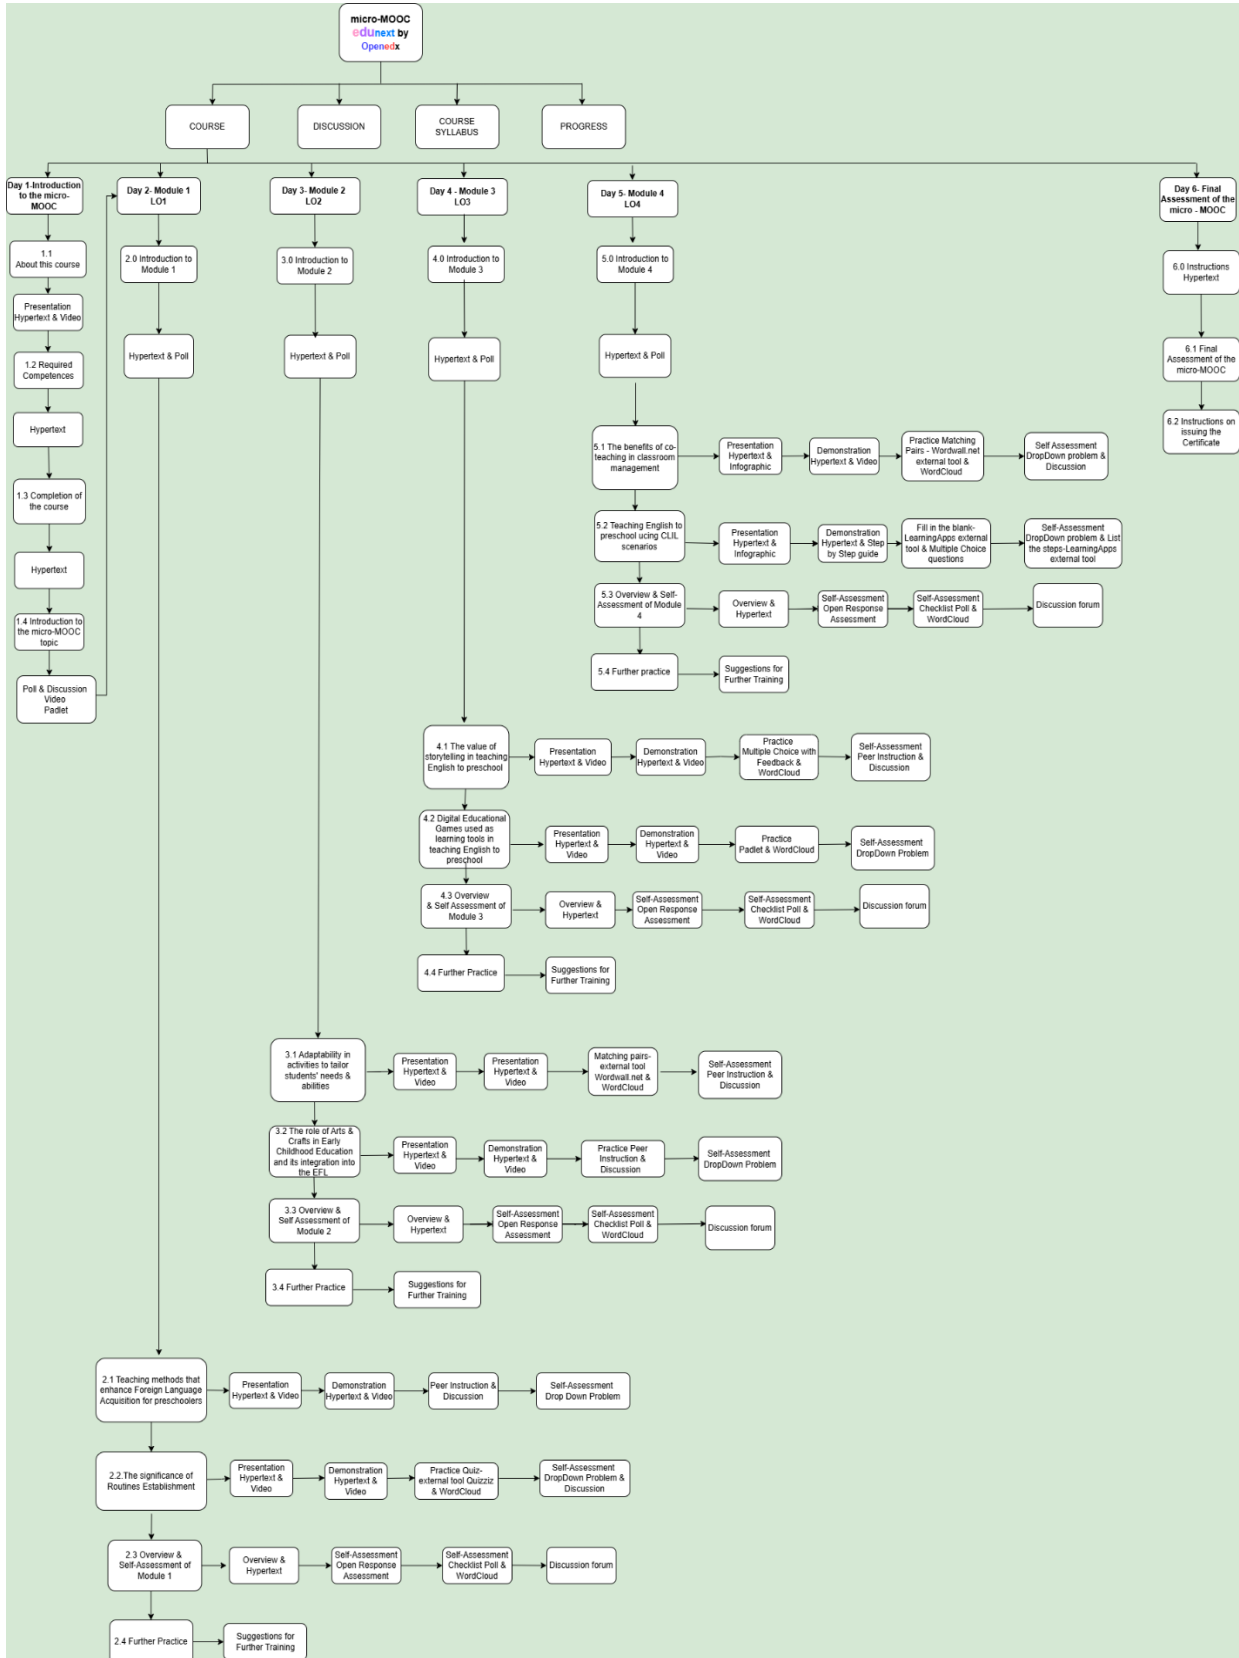 micro-MOOC
edunext by
Openedx
COURSE
DISCUSSION
COURSE
SYLLABUS
PROGRESS
Day 1-Introduction
to the micro-
MOOC
Day 2- Module 1
LO1
Day 3- Module 2
LO2
Day 4 - Module 3
LO3
Day 5- Module 4
LO4
Day 6- Final
Assessment of the
micro - MOOC
1.1
About this course
Presentation
Hypertext & Video
1.2 Required
Competences
Hypertext
1.3 Completion of
the course
Hypertext
1.4 Introduction to
the micro-MOOC
topic
Poll & Discussion
Video
Padlet
2.0 Introduction to
Module 1
Hypertext & Poll
3.0 Introduction to
Module 2
Hypertext & Poll
4.0 Introduction to
Module 3
Hypertext & Poll
5.0 Introduction to
Module 4
Hypertext & Poll
6.0 Instructions
Hypertext
6.1 Final
Assessment of the
micro-MOOC
6.2 Instructions on
issuing the
Certificate
5.1 The benefits of co-
teaching in classroom
management
Presentation
Hypertext &
Infographic
Demonstration
Hypertext & Video
Practice Matching
Pairs - Wordwall.net
external tool &
WordCloud
Self Assessment
DropDown problem &
Discussion
5.2 Teaching English to
preschool ucing CLIL
scenarios
Presentation
Hypertext &
Infographic
Demonstration
Hypertext & Step
by Step guide
Fill in the blank-
LearningApps external
tool & Multiple Choice
questions
Self-Assessment
DropDown problem & List
the steps-LearningApps
external tool
5.3 Overview & Self-
Assessment of Module
4
Overview &
Hypertext
Self-Assessment
Open Response
Assessment
Self-Assessment
Checklist Poll &
WordCloud
Discussion forum
5.4 Further practice
Suggestions for
Further Training
4.1 The value of
storytelling in teaching
English to preschool
Presentation
Hypertext & Video
Demonstration
Hypertext & Video
Practice
Multiple Choice with
Feedback &
WordCloud
Self-Assessment
Peer Instruction &
Discussion
4.2 Digital Educational
Games used as
learning tools in
teaching English to
preschool
Presentation
Hypertext &
Video
Demonstration
Hypertext &
Video
Practice
Padlet & WordCloud
Self-Assessment
DropDown Problem
4.3 Overview
& Self Assessment of
Module 3
Overview &
Hypertext
Self-Assessment
Open Response
Assessment
Self-Assessment
Checklist Poll &
WordCloud
Discussion forum
4.4 Further Practice
Suggestions for
Further Training
3.1 Adaptability in
activities to tailor
students' needs &
abilities
Presentation
Hypertext &
Video
Presentation
Hypertext &
Video
Matching pairs-
external tool
Wordwall.net &
WordCloud
Self-Assessment
Peer Instruction &
Discussion
3.2 The role of Arts &
Crafts in Early
Childhood Education
and its integration into
the EFL
Presentation
Hypertext &
Video
Demonstration
Hypertext &
Video
Practice Peer
Instruction &
Discussion
Self-Assessment
DropDown Problem
3.3 Overview &
Self Assessment of
Module 2
Overview &
Hypertext
Self-Assessment
Open Response
Assessment
Self-Assessment
Checklist Poll &
WordCloud
Discussion forum
3.4 Further Practice
Suggestions for
Further Training
2.1 Teaching methods that
enhance Foreign Language
Acquisition for preschoolers
Presentation
Hypertext & Video
Demonstration
Hypertext & Video
Peer Instruction &
Discussion
Self-Assessment
Drop Down Problem
2.2.The significance of
Routines Establishment
Presentation
Hypertext &
Video
Demonstration
Hypertext &
Video
Practice Quiz-
external tool Quizziz
& WordCloud
Self-Assessment
DropDown Problem &
Discussion
2.3 Overview &
Self-Assessment of
Module 1
Overview &
Hypertext
Self-Assessment
Open Response
Assessment
Self-Assessment
Checklist Poll &
WordCloud
Discussion forum
2.4 Further Practice
Suggestions for
Further Training